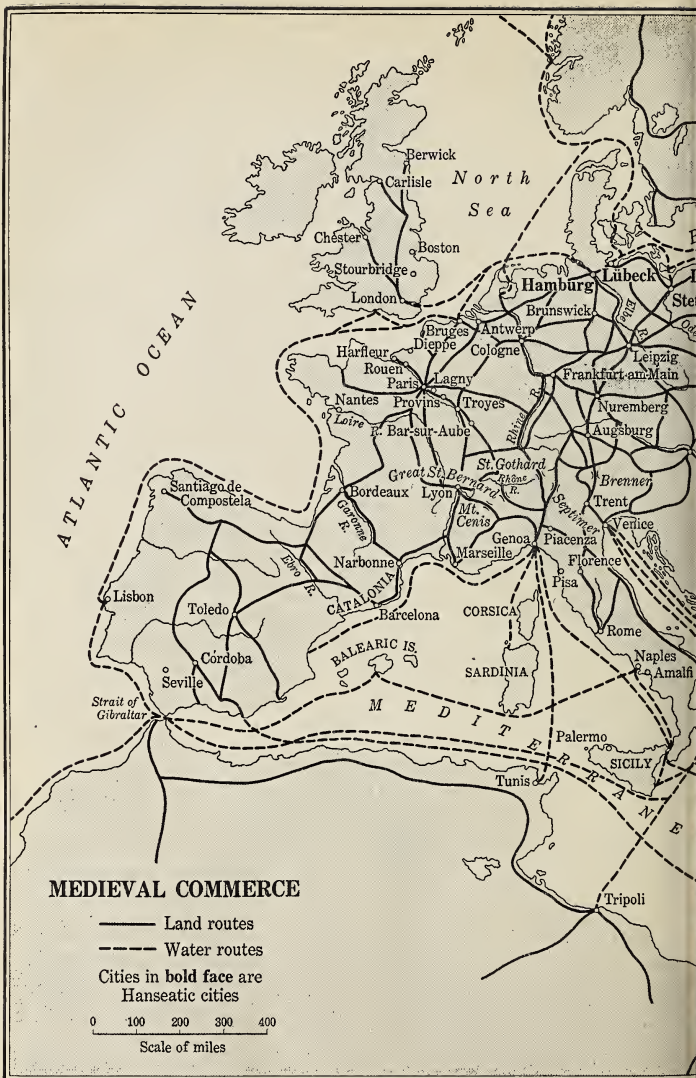 Berwick
Carlisle
North
Sea
Chester
Boston
Stourbridge
London
Hamburg
Lübeck
Brunswick
Elbe
R.
Bruges
Antwerp
Dieppe
Cologne
Leipzig
Harfleur
Rouen
Frankfurt-am-Main
Paris
Lagny
Nantes
Provins
Troyes
Rhine
R.
Nuremberg
Loire
R.
Bar-sur-Aube
Augsburg
ATLANTIC OCEAN
St. Gothard
Great St. Bernard
Rhône
R.
Brenner
Santiago de
Compostela
Bordeaux
Lyon
Trent
Mt.
Cenis
Septimer
Venice
Garonne
R.
Genoa
Piacenza
Ebro
R.
Narbonne
Marseille
Florence
Pisa
CATALONIA
Lisbon
Toledo
Barcelona
CORSICA
Rome
BALEARIC IS.
Córdoba
Naples
Amalfi
Seville
SARDINIA
Strait of
Gibraltar
MEDITERRANE
Palermo
SICILY
Tunis
Tripoli
MEDIEVAL COMMERCE
Land routes
Water routes
Cities in bold face are
Hanseatic cities
0 100 200 300 400
Scale of miles